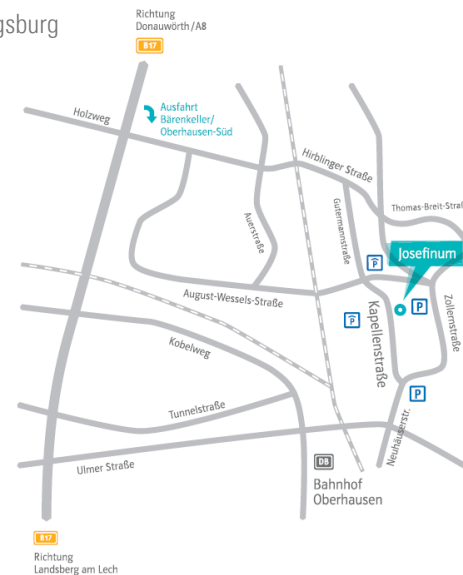 gsburg
Richtung
Donauwörth/A8
B17
Holzweg
Ausfahrt
Bärenkeller/
Oberhausen-Süd
Hirblinger Straße
Auerstraße
Gutermannstraße
Thomas-Breit-Straß
P
Josefinum
August-Wessels-Straße
P
P
Kapellenstraße
Zollernstraße
Kobelweg
P
Tunnelstraße
Neuhäuserstr.
Ulmer Straße
DB
Bahnhof
Oberhausen
B17
Richtung
Landsberg am Lech